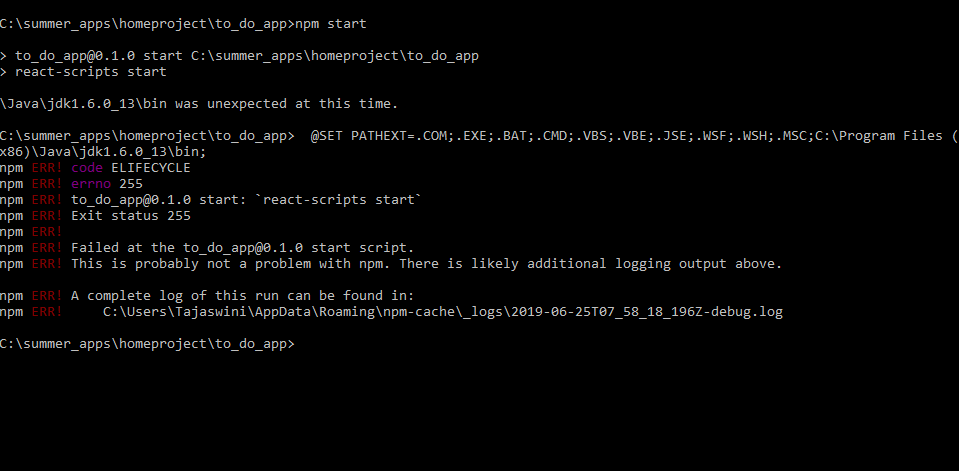 C:\summer_apps\homeproject\to_do_app>npm start
> to_do_app@0.1.0 start C:\summer_apps\homeproject\to_do_app
> react-scripts start
\Java\jdk1.6.0_13\bin was unexpected at this time.
C:\summer_apps\homeproject\to_do_app>  @SET PATHEXT=.COM;.EXE;.BAT;.CMD;.VBS;.VBE;.JSE;.WSF;.WSH;.MSC;C:\Program Files (
x86)\Java\jdk1.6.0_13\bin;
npm ERR! code ELIFECYCLE
npm ERR! errno 255
npm ERR! to_do_app@0.1.0 start: `react-scripts start`
npm ERR! Exit status 255
npm ERR!
npm ERR! Failed at the to_do_app@0.1.0 start script.
npm ERR! This is probably not a problem with npm. There is likely additional logging output above.
npm ERR! A complete log of this run can be found in:
npm ERR!     C:\Users\Tajaswini\AppData\Roaming\npm-cache\_logs\2019-06-25T07_58_18_196Z-debug.log
C:\summer_apps\homeproject\to_do_app>